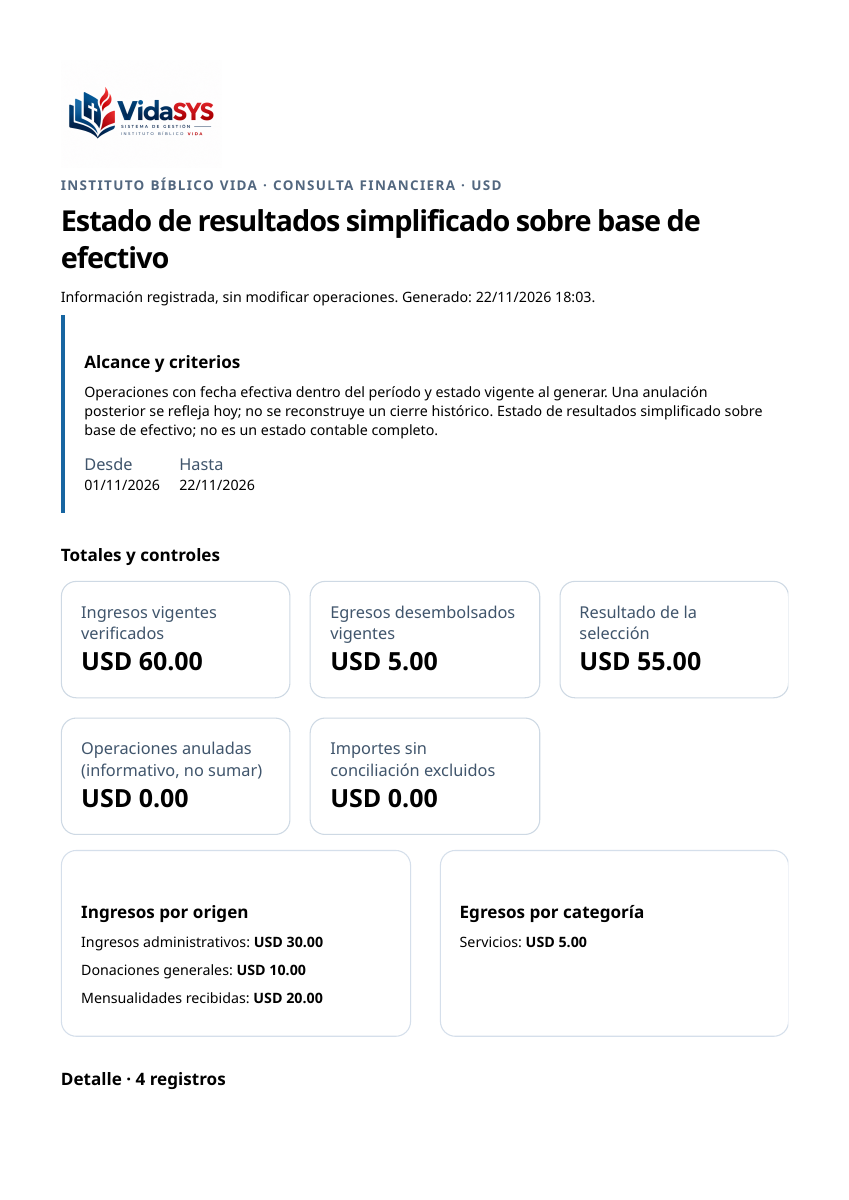 VidaSYS
SISTEMA DE GESTIÓN
INSTITUTO BÍBLICO VIDA
INSTITUTO BÍBLICO VIDA · CONSULTA FINANCIERA · USD
Estado de resultados simplificado sobre base de
efectivo
Información registrada, sin modificar operaciones. Generado: 22/11/2026 18:03.
Alcance y criterios
Operaciones con fecha efectiva dentro del período y estado vigente al generar. Una anulación
posterior se refleja hoy; no se reconstruye un cierre histórico. Estado de resultados simplificado sobre
base de efectivo; no es un estado contable completo.
Desde Hasta
01/11/2026 22/11/2026
Totales y controles
Ingresos vigentes
verificados
USD 60.00
Egresos desembolsados
vigentes
USD 5.00
Resultado de la
selección
USD 55.00
Operaciones anuladas
(informativo, no sumar)
USD 0.00
Importes sin
conciliación excluidos
USD 0.00
Ingresos por origen
Ingresos administrativos: USD 30.00
Donaciones generales: USD 10.00
Mensualidades recibidas: USD 20.00
Egresos por categoría
Servicios: USD 5.00
Detalle · 4 registros